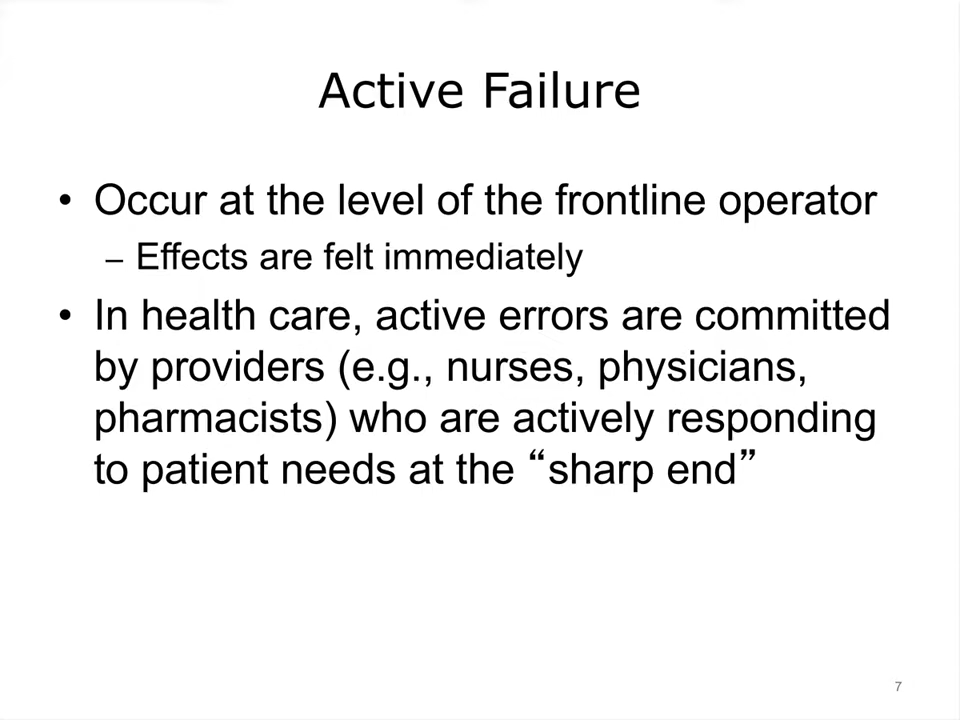 Active Failure
• Occur at the level of the frontline operator
– Effects are felt immediately
• In health care, active errors are committed
by providers (e.g., nurses, physicians,
pharmacists) who are actively responding
to patient needs at the “sharp end”
7